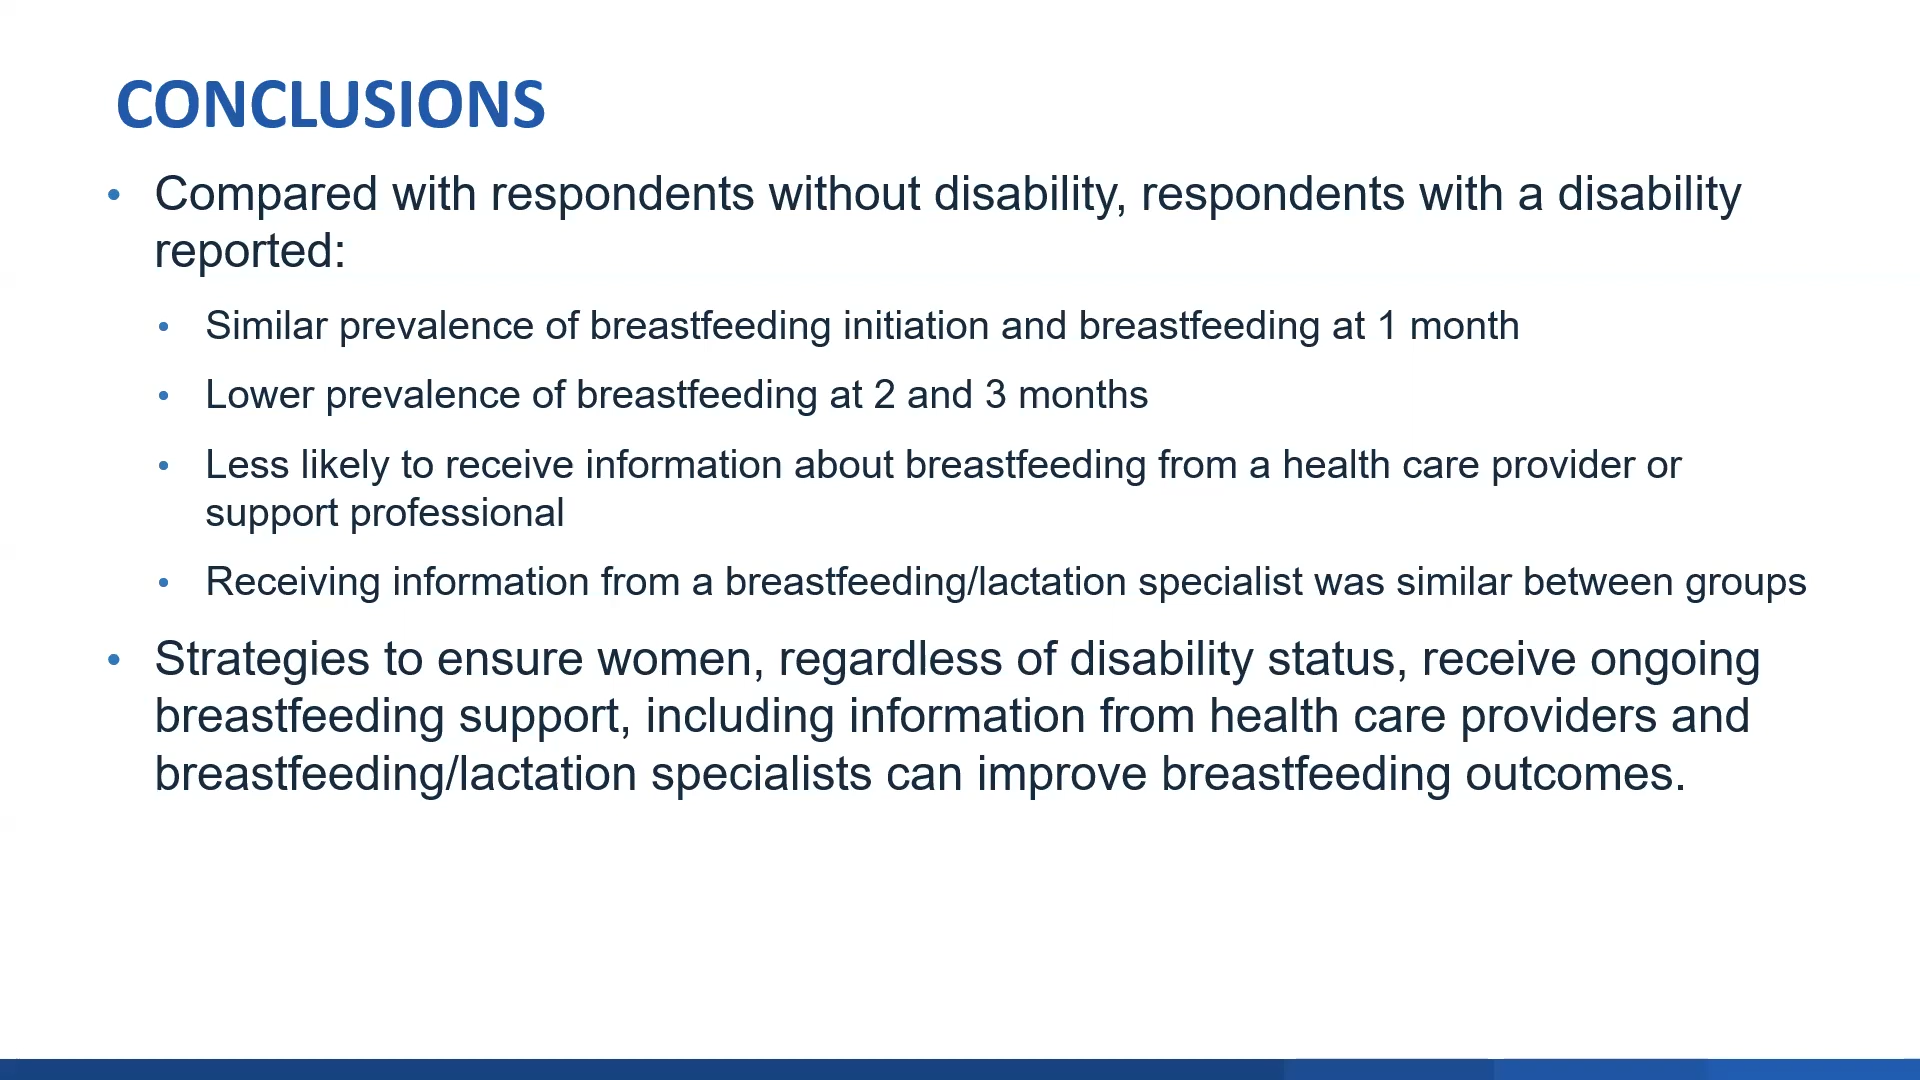 CONCLUSIONS
• Compared with respondents without disability, respondents with a disability
reported:
• Similar prevalence of breastfeeding initiation and breastfeeding at 1 month
• Lower prevalence of breastfeeding at 2 and 3 months
• Less likely to receive information about breastfeeding from a health care provider or
support professional
• Receiving information from a breastfeeding/lactation specialist was similar between groups
• Strategies to ensure women, regardless of disability status, receive ongoing
breastfeeding support, including information from health care providers and
breastfeeding/lactation specialists can improve breastfeeding outcomes.